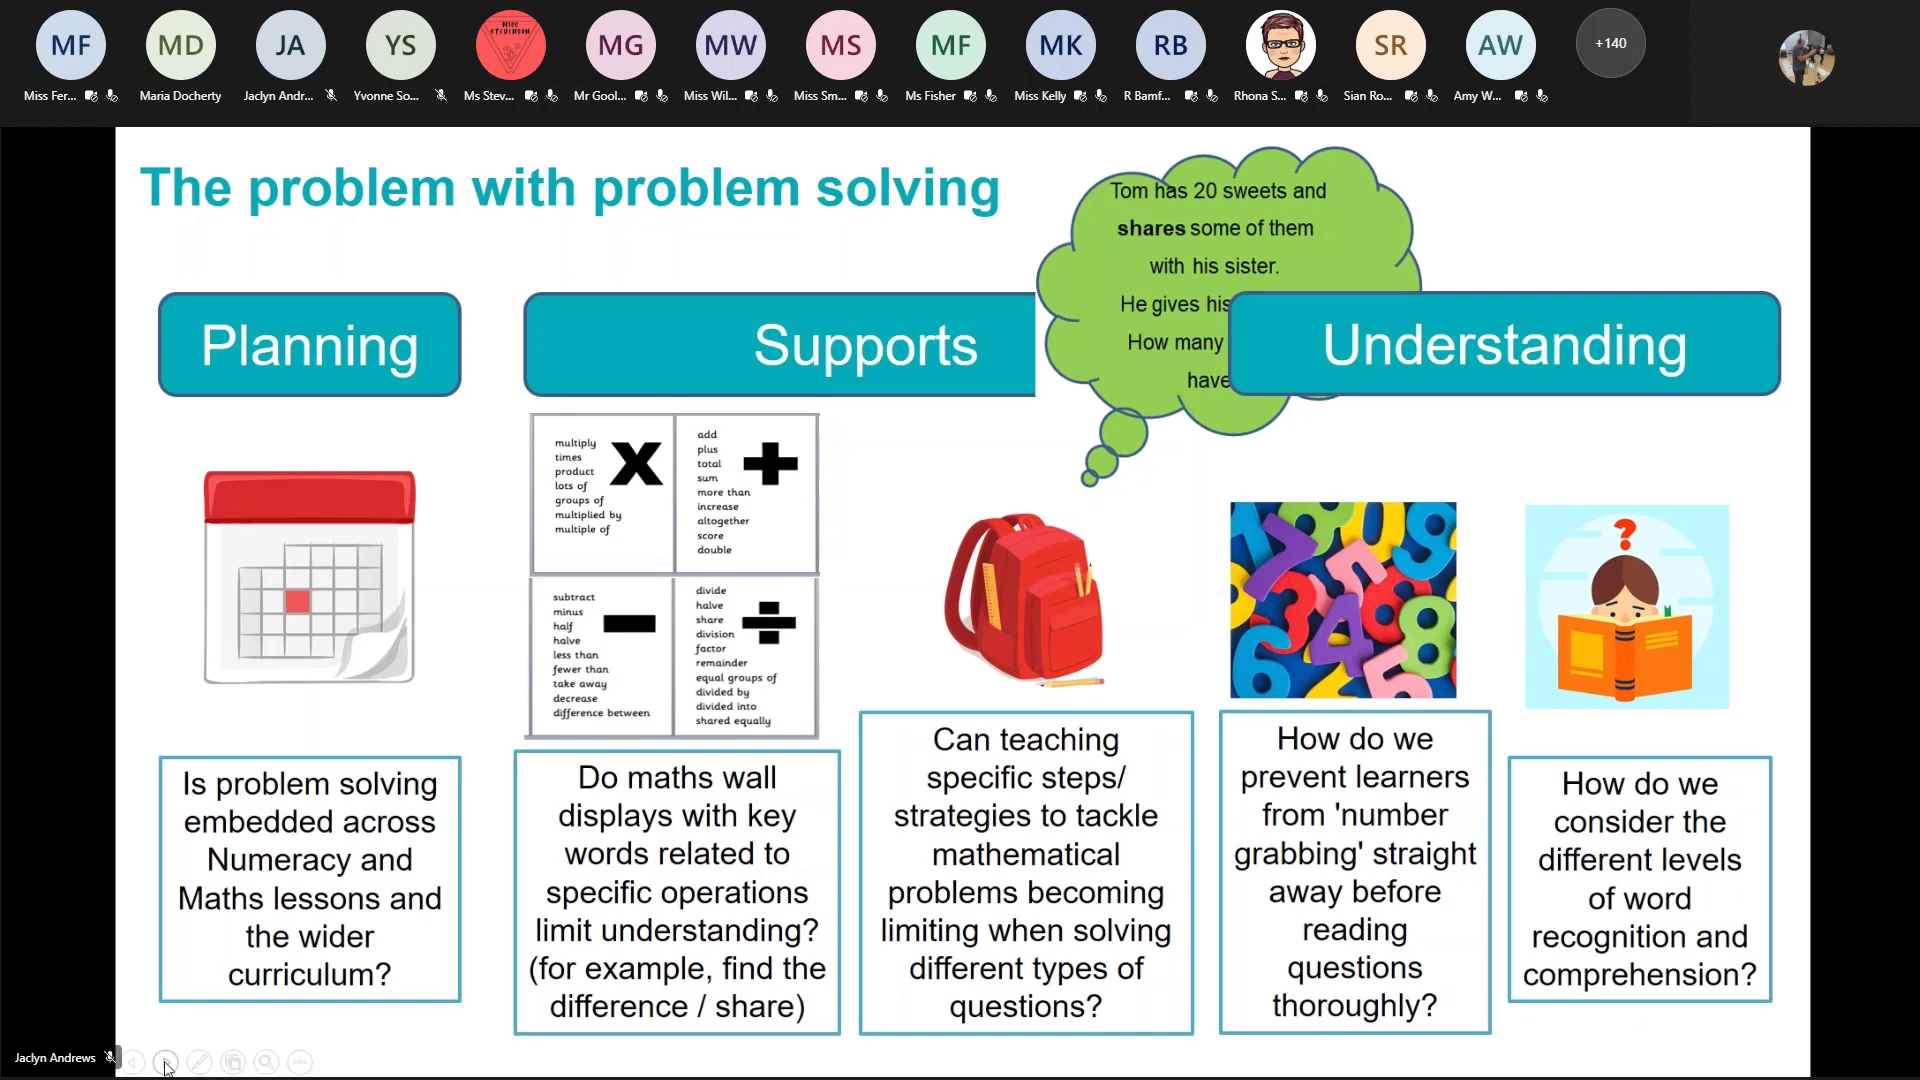 MF
MD
JA
YS
MISS
STEVENSON
MG
MW
MS
MF
MK
RB
SR
AW
+140
Miss Fer...
Maria Docherty
Jaclyn Andr...
Yvonne So...
Ms Stev...
Mr Gool...
Miss Wil...
Miss Sm...
Ms Fisher
Miss Kelly
R Bamf...
Rhona S...
Sian Ro...
Amy W...
The problem with problem solving
Tom has 20 sweets and
shares some of them
with his sister.
He gives his
How many
have
Planning
Supports
Understanding
multiply
times
product
lots of
groups of
multiplied by
multiple of
X
add
plus
total
sum
more than
increase
altogether
score
double
+
subtract
minus
half
halve
less than
fewer than
take away
decrease
difference between
-
divide
halve
share
division
factor
remainder
equal groups of
divided by
divided into
shared equally
÷
?
Is problem solving
embedded across
Numeracy and
Maths lessons and
the wider
curriculum?
Do maths wall
displays with key
words related to
specific operations
limit understanding?
(for example, find the
difference / share)
Can teaching
specific steps/
strategies to tackle
mathematical
problems becoming
limiting when solving
different types of
questions?
How do we
prevent learners
from 'number
grabbing' straight
away before
reading
questions
thoroughly?
How do we
consider the
different levels
of word
recognition and
comprehension?
Jaclyn Andrews